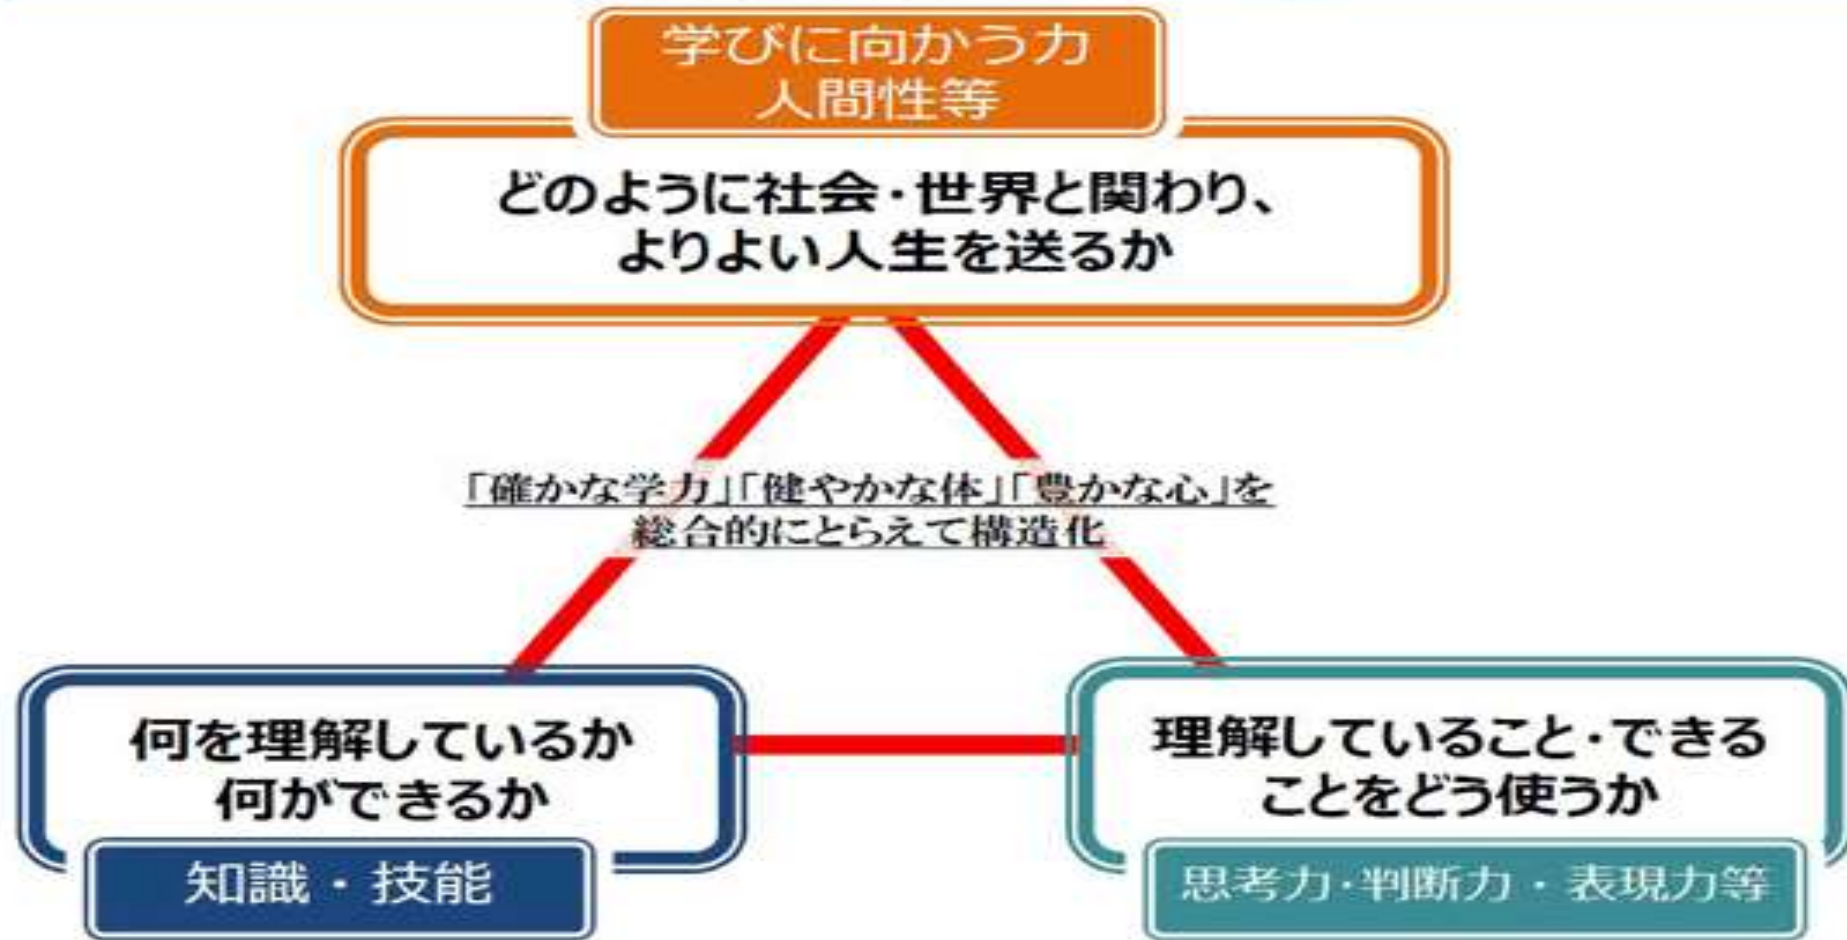 学びに向かう力
人間性等
どのように社会・世界と関わり、
よりよい人生を送るか
「確かな学力」「健やかな体」「豊かな心」を
総合的にとらえて構造化
何を理解しているか
何ができるか
知識・技能
理解していること・できる
ことをどう使うか
思考力・判断力・表現力等